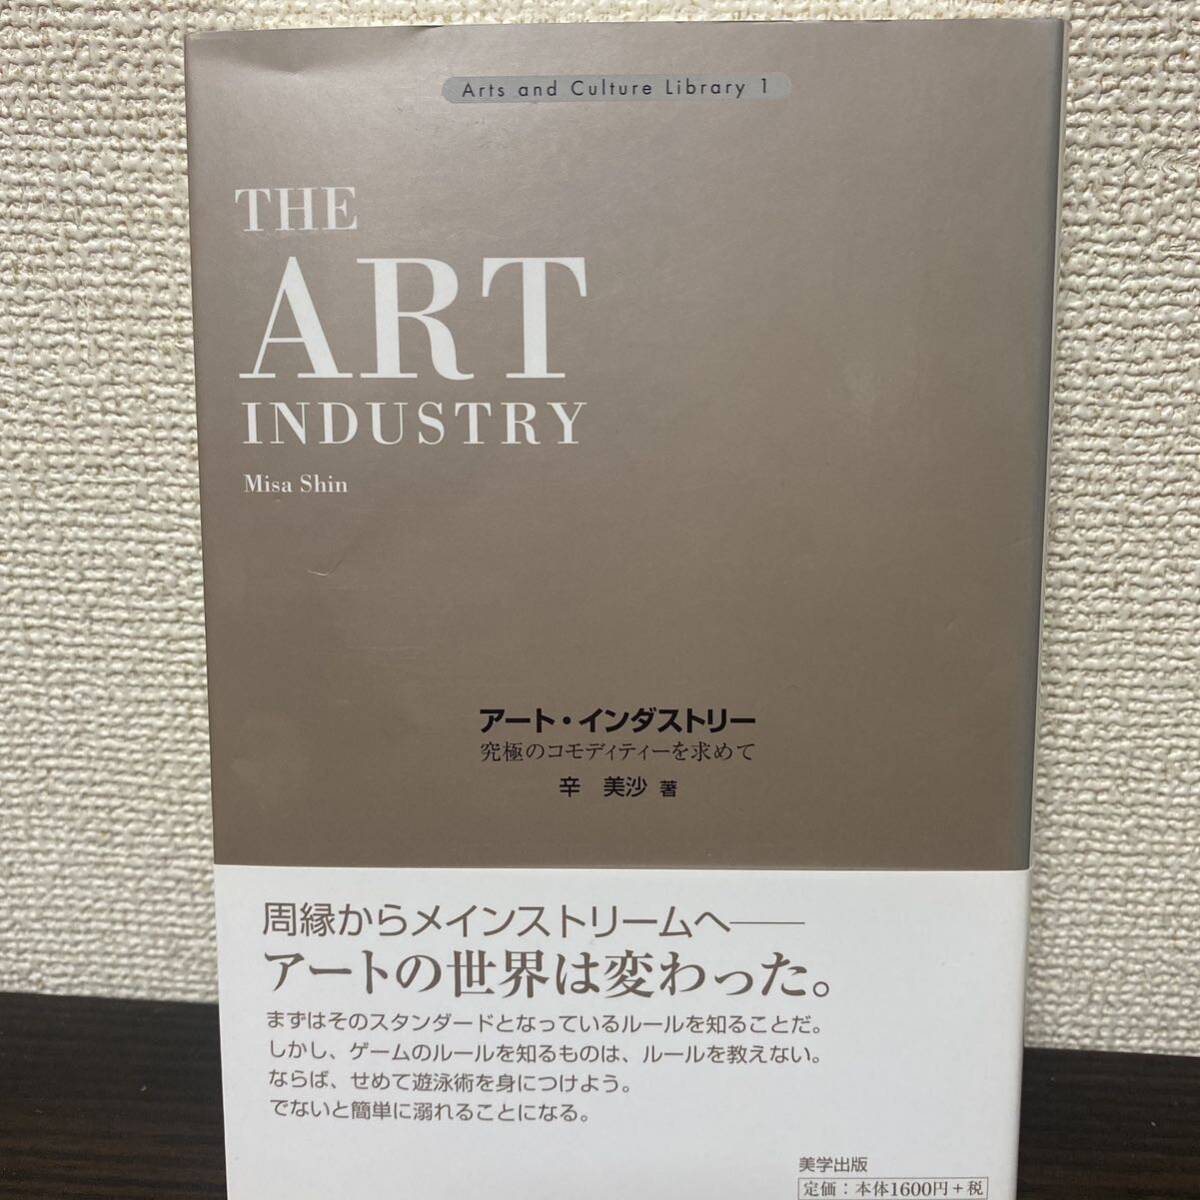 Arts and Culture Library 1
THE
ART
INDUSTRY
Misa Shin
アート・インダストリー
究極のコモディティーを求めて
辛 美沙 著
周縁からメインストリームへ――
アートの世界は変わった。
まずはそのスタンダードとなっているルールを知ることだ。
しかし、ゲームのルールを知るものは、ルールを教えない。
ならば、せめて遊泳術を身につけよう。
でないと簡単に溺れることになる。
美学出版
定価：本体1600円＋税